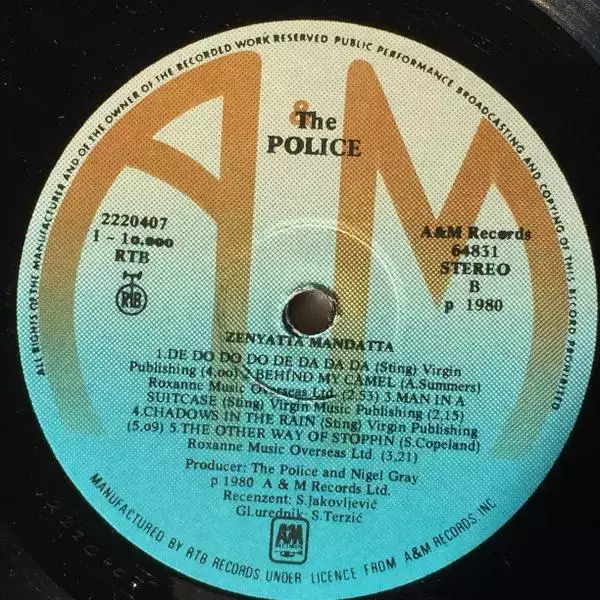 ALL RIGHTS OF THE MANUFACTURER AND OF THE OWNER OF THE RECORDED WORK RESERVED PUBLIC PERFORMANCE BROADCASTING AND COPYING OF THIS RECORD PROHIBITED
A&M
The
POLICE
2220407
1 - 10.000
RTB
RTB
A&M Records
64831
STEREO
B
p 1980
ZENYATTA MANDATTA
1.DE DO DO DO DE DA DA DA (Sting) Virgin
Publishing (4,00) 2.BEHIND MY CAMEL (A.Summers)
Roxanne Music Overseas Ltd. (2,53) 3.MAN IN A
SUITCASE (Sting) Virgin Music Publishing (2,15)
4.CHADOWS IN THE RAIN (Sting) Virgin Publishing
(5,09) 5.THE OTHER WAY OF STOPPIN (S.Copeland)
Roxanne Music Overseas Ltd. (3,21)
Producer: The Police and Nigel Gray
p 1980 A & M Records Ltd.
Recenzent: S.Jakovljević
Gl.urednik: S.Terzić
A&M
RECORDS
MANUFACTURED BY RTB RECORDS, UNDER LICENCE FROM A&M RECORDS, INC